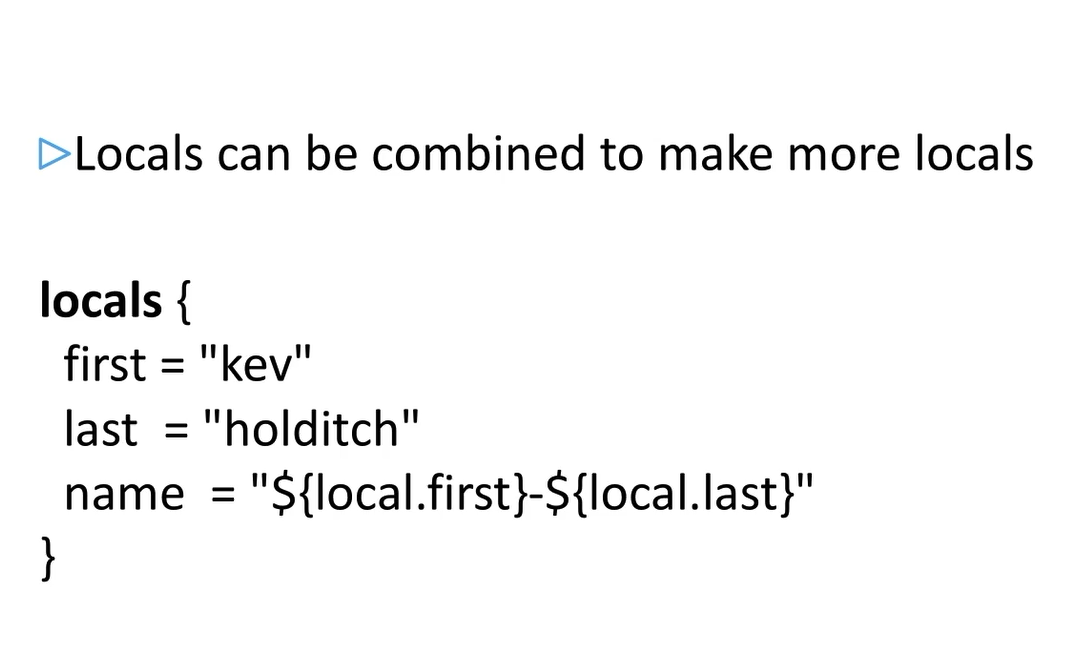 Locals can be combined to make more locals
locals {
  first = "kev"
  last  = "holditch"
  name  = "${local.first}-${local.last}"
}